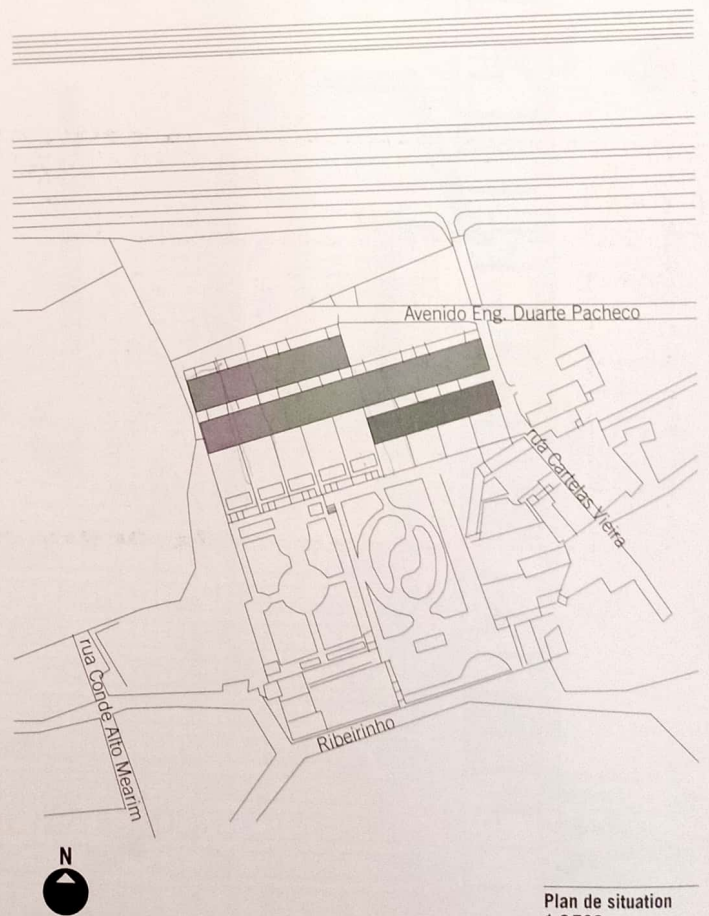 Avenido Eng. Duarte Pacheco
rua Cartelas Vieira
rua Conde Alto Mearim
Ribeirinho
N
Plan de situation